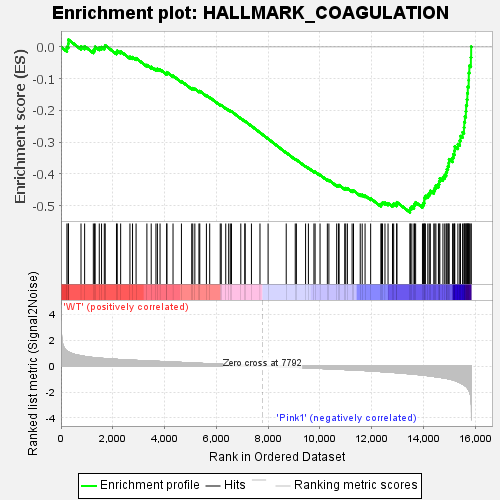 Enrichment plot: HALLMARK_COAGULATION
Enrichment score (ES)
0.0
-0.1
-0.2
-0.3
-0.4
-0.5
'WT' (positively correlated)
Ranked list metric (Signal2Noise)
4
2
0
-2
-4
Zero cross at 7792
'Pink1' (negatively correlated)
0 2,000 4,000 6,000 8,000 10,000 12,000 14,000 16,000
Rank in Ordered Dataset
Enrichment profile Hits Ranking metric scores